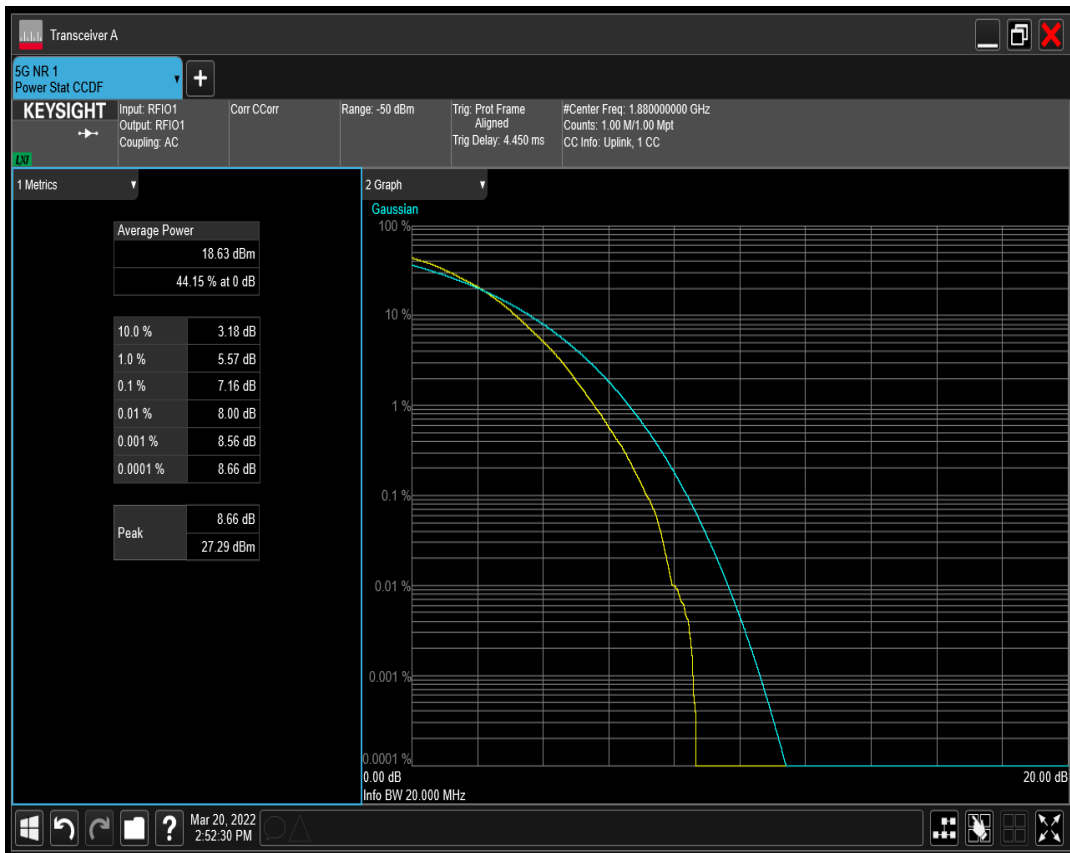 Transceiver A
5G NR 1
Power Stat CCDF
+
KEYSIGHT
LXI
Input: RFIO1
Output: RFIO1
Coupling: AC
Corr CCorr
Range: -50 dBm
Trig: Prot Frame
Aligned
Trig Delay: 4.450 ms
#Center Freq: 1.880000000 GHz
Counts: 1.00 M/1.00 Mpt
CC Info: Uplink, 1 CC
1 Metrics
Average Power
18.63 dBm
44.15 % at 0 dB
10.0 % 3.18 dB
1.0 % 5.57 dB
0.1 % 7.16 dB
0.01 % 8.00 dB
0.001 % 8.56 dB
0.0001 % 8.66 dB
Peak
8.66 dB
27.29 dBm
2 Graph
Gaussian
100 %
10 %
1 %
0.1 %
0.01 %
0.001 %
0.0001 %
0.00 dB 20.00 dB
Info BW 20.000 MHz
?
Mar 20, 2022
2:52:30 PM